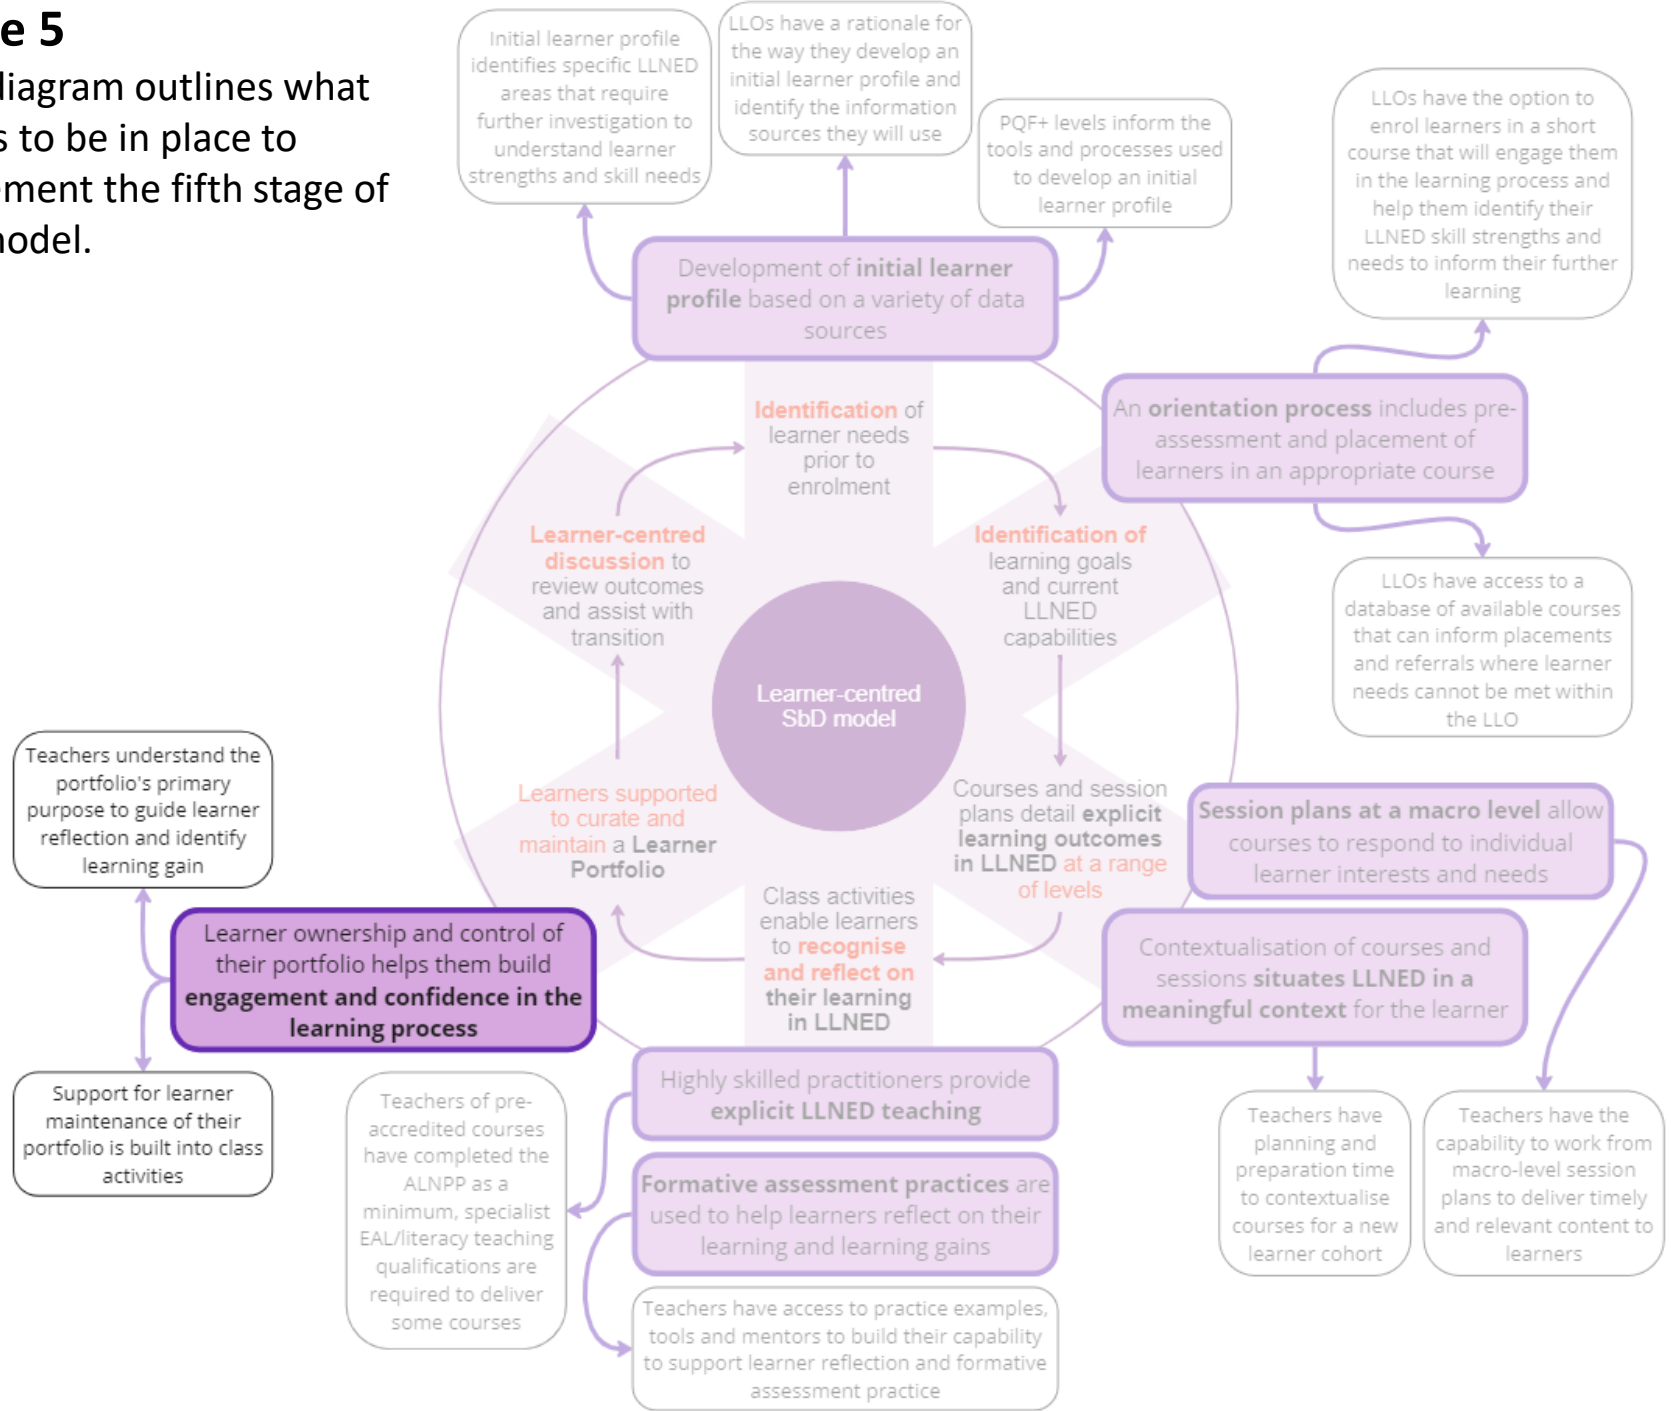 e 5
diagram outlines what
s to be in place to
ement the fifth stage of
nodel.
Initial learner profile
identifies specific LLNED
areas that require
further investigation to
understand learner
strengths and skill needs
LLOs have a rationale for
the way they develop an
initial learner profile and
identify the information
sources they will use
PQF+ levels inform the
tools and processes used
to develop an initial
learner profile
LLOs have the option to
enrol learners in a short
course that will engage them
in the learning process and
help them identify their
LLNED skill strengths and
needs to inform their further
learning
Development of initial learner
profile based on a variety of data
sources
An orientation process includes pre-
assessment and placement of
learners in an appropriate course
Identification of
learner needs
prior to
enrolment
Learner-centred
discussion to
review outcomes
and assist with
transition
Identification of
learning goals
and current
LLNED
capabilities
LLOs have access to a
database of available courses
that can inform placements
and referrals where learner
needs cannot be met within
the LLO
Learner-centred
SbD model
Teachers understand the
portfolio's primary
purpose to guide learner
reflection and identify
learning gain
Learners supported
to curate and
maintain a Learner
Portfolio
Courses and session
plans detail explicit
learning outcomes
in LLNED at a range
of levels
Session plans at a macro level allow
courses to respond to individual
learner interests and needs
Class activities
enable learners
to recognise
and reflect on
their learning
in LLNED
Learner ownership and control of
their portfolio helps them build
engagement and confidence in the
learning process
Contextualisation of courses and
sessions situates LLNED in a
meaningful context for the learner
Support for learner
maintenance of their
portfolio is built into class
activities
Teachers of pre-
accredited courses
have completed the
ALNPP as a
minimum, specialist
EAL/literacy teaching
qualifications are
required to deliver
some courses
Highly skilled practitioners provide
explicit LLNED teaching
Formative assessment practices are
used to help learners reflect on their
learning and learning gains
Teachers have access to practice examples,
tools and mentors to build their capability
to support learner reflection and formative
assessment practice
Teachers have
planning and
preparation time
to contextualise
courses for a new
learner cohort
Teachers have the
capability to work from
macro-level session
plans to deliver timely
and relevant content to
learners